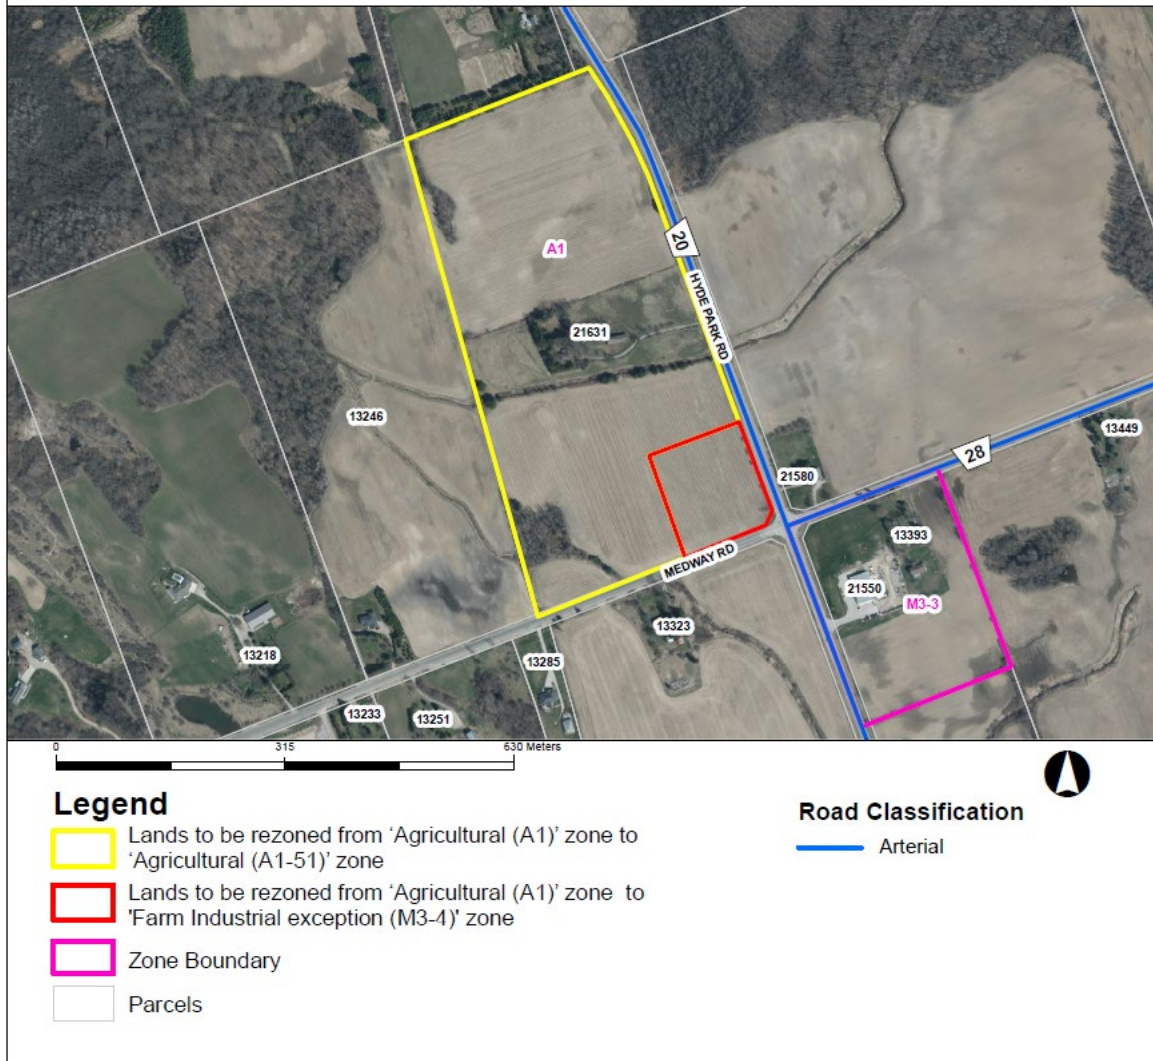 A1
20
HYDE PARK RD
21631
13246
13449
28
21580
13393
MEDWAY RD
21550
M3-3
13323
13218
13285
13233
13251
0 315 630 Meters
Legend
Lands to be rezoned from ‘Agricultural (A1)’ zone to
‘Agricultural (A1-51)’ zone
Lands to be rezoned from ‘Agricultural (A1)’ zone to
'Farm Industrial exception (M3-4)' zone
Zone Boundary
Parcels
Road Classification
Arterial